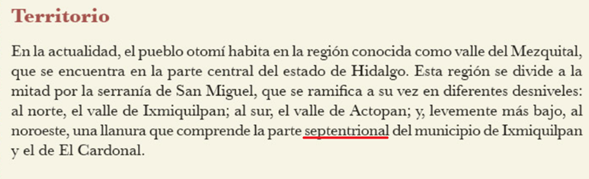 Territorio
En la actualidad, el pueblo otomí habita en la región conocida como valle del Mezquital,
que se encuentra en la parte central del estado de Hidalgo. Esta región se divide a la
mitad por la serranía de San Miguel, que se ramifica a su vez en diferentes desniveles:
al norte, el valle de Ixmiquilpan; al sur, el valle de Actopan; y, levemente más bajo, al
noroeste, una llanura que comprende la parte septentrional del municipio de Ixmiquilpan
y el de El Cardonal.